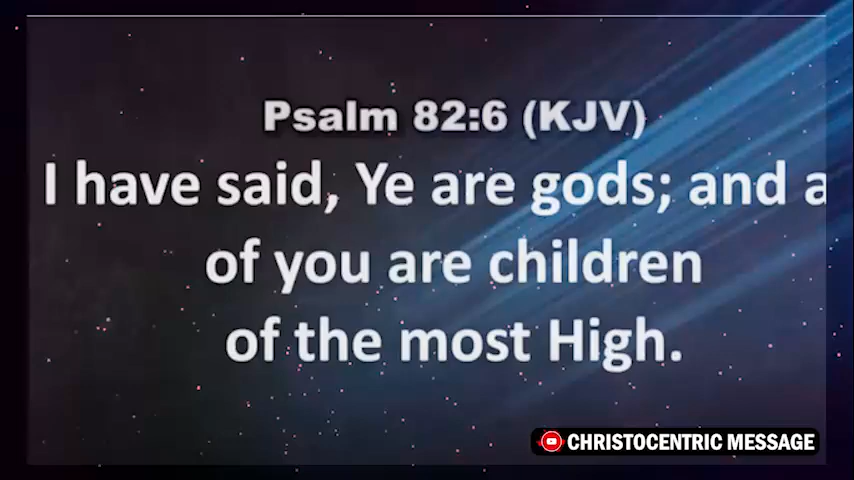 Psalm 82:6 (KJV)
I have said, Ye are gods; and a
of you are children
of the most High.
CHRISTOCENTRIC MESSAGE